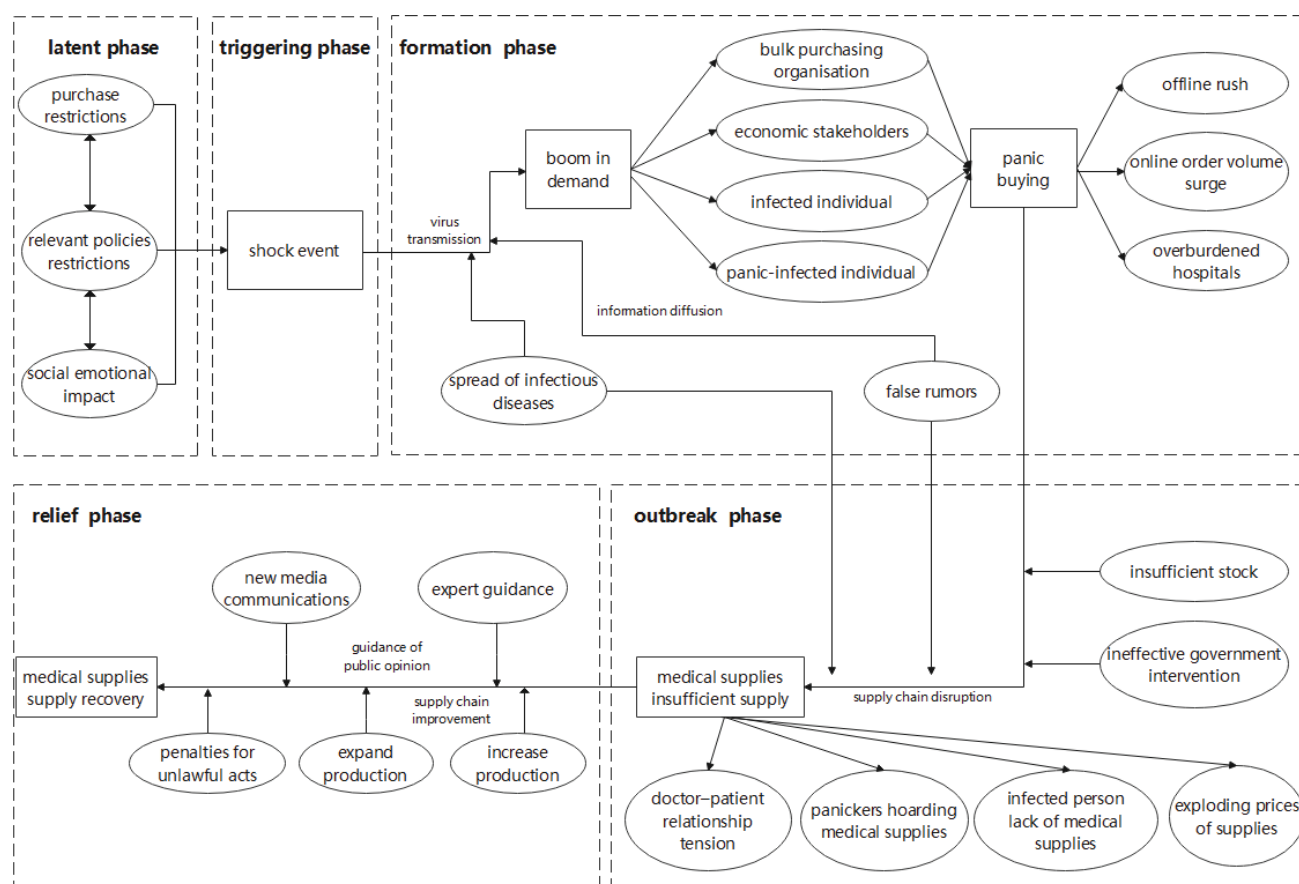 latent phase
purchase
restrictions
relevant policies
restrictions
social emotional
impact
triggering phase
shock event
formation phase
virus
transmission
boom in
demand
bulk purchasing
organisation
economic stakeholders
infected individual
panic-infected individual
panic
buying
offline rush
online order volume
surge
overburdened
hospitals
information diffusion
spread of infectious
diseases
false rumors
relief phase
new media
communications
expert guidance
guidance of
public opinion
medical supplies
supply recovery
supply chain
improvement
penalties for
unlawful acts
expand
production
increase
production
outbreak phase
insufficient stock
ineffective government
intervention
medical supplies
insufficient supply
supply chain disruption
doctor–patient
relationship
tension
panickers hoarding
medical supplies
infected person
lack of medical
supplies
exploding prices
of supplies